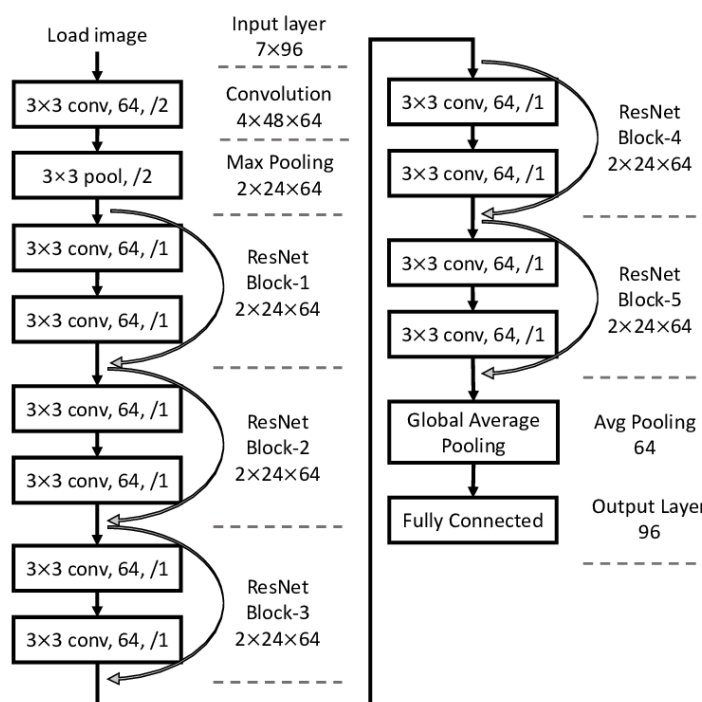 Load image
Input layer
7×96
3×3 conv, 64, /2
Convolution
4×48×64
3×3 pool, /2
Max Pooling
2×24×64
3×3 conv, 64, /1
3×3 conv, 64, /1
ResNet
Block-1
2×24×64
3×3 conv, 64, /1
3×3 conv, 64, /1
ResNet
Block-2
2×24×64
3×3 conv, 64, /1
3×3 conv, 64, /1
ResNet
Block-3
2×24×64
3×3 conv, 64, /1
3×3 conv, 64, /1
ResNet
Block-4
2×24×64
3×3 conv, 64, /1
3×3 conv, 64, /1
ResNet
Block-5
2×24×64
Global Average
Pooling
Avg Pooling
64
Fully Connected
Output Layer
96